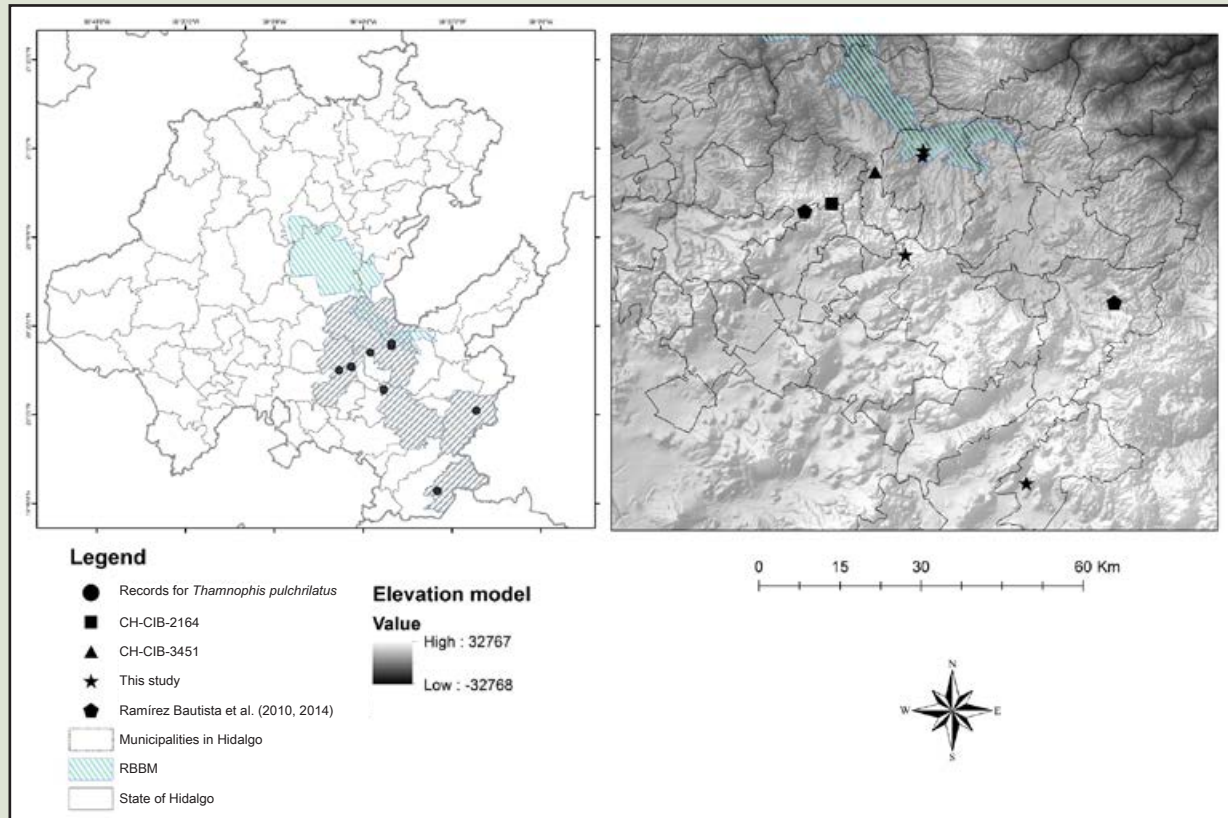 Legend
Records for Thamnophis pulchrilatus
CH-CIB-2164
CH-CIB-3451
This study
Ramírez Bautista et al. (2010, 2014)
Municipalities in Hidalgo
RBBM
State of Hidalgo
Elevation model
Value
High : 32767
Low : -32768
0 15 30 60 Km
N
W E
S